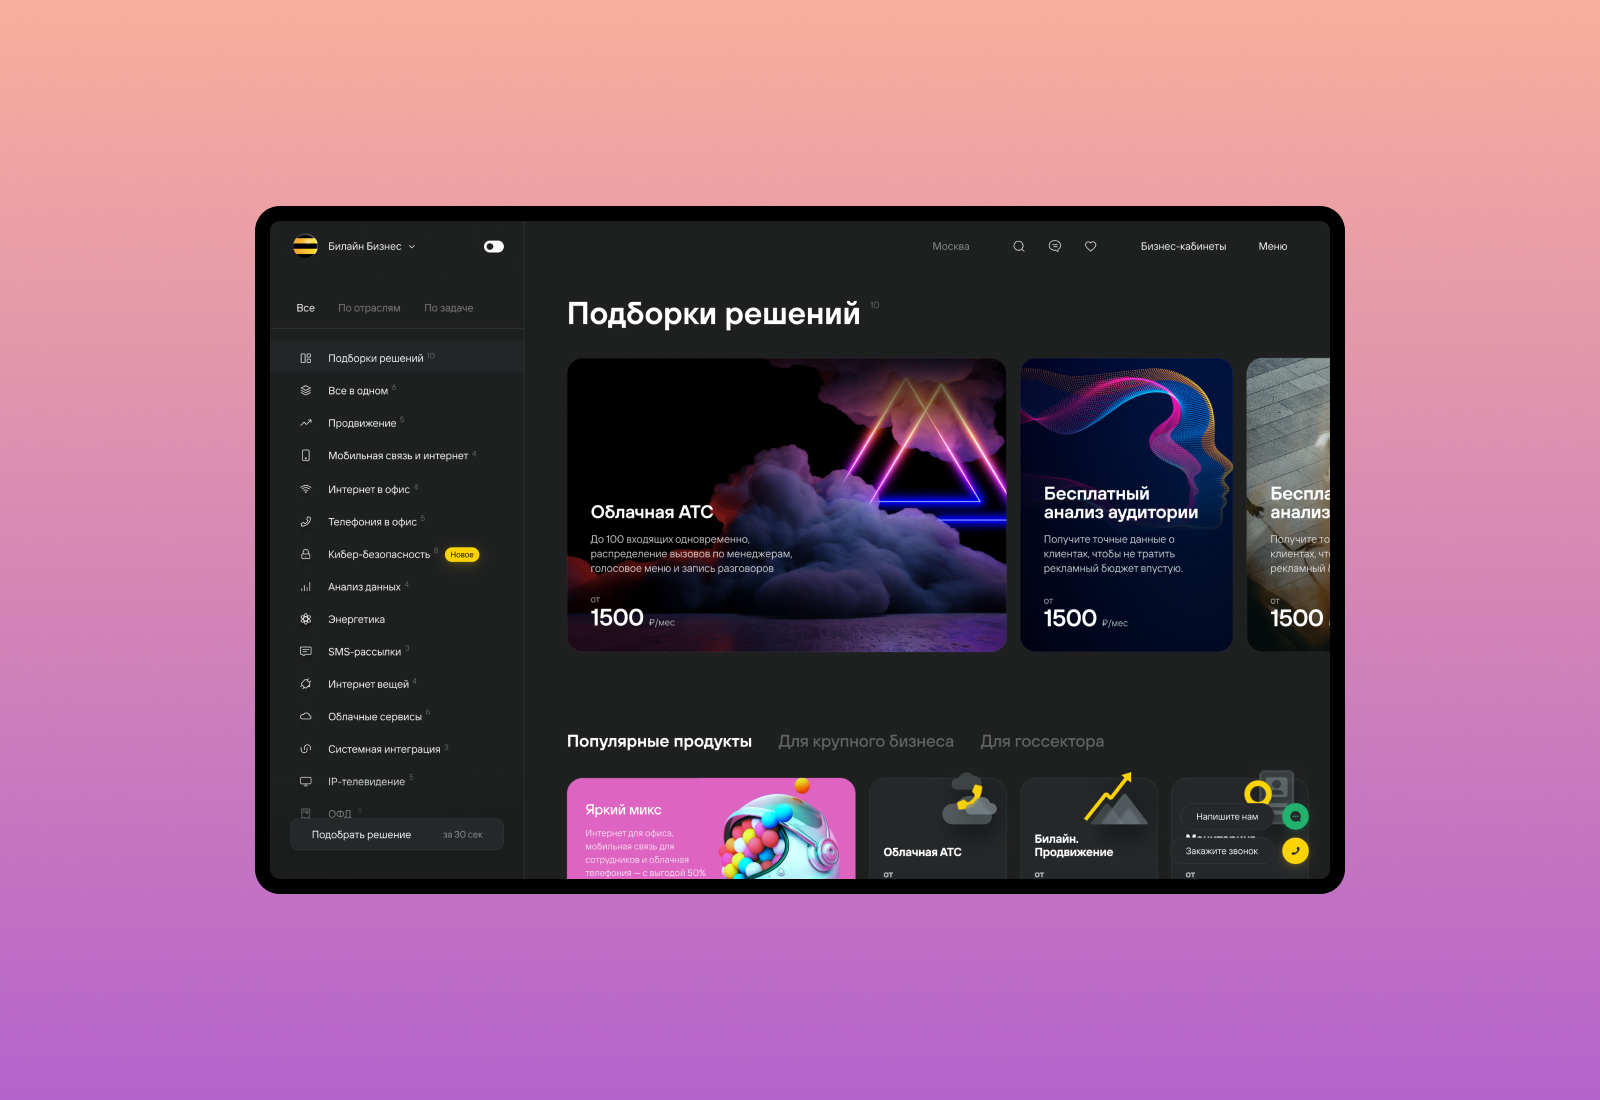 Билайн Бизнес
Москва
Бизнес-кабинеты
Меню
Все
По отраслям
По задаче
Подборки решений 10
Все в одном 6
Продвижение 5
Мобильная связь и интернет 4
Интернет в офис 4
Телефония в офис 5
Кибер-безопасность 8 Новое
Анализ данных 4
Энергетика
SMS-рассылки 3
Интернет вещей 4
Облачные сервисы 6
Системная интеграция 3
IP-телевидение 5
ОФД 5
Подобрать решение за 30 сек
Подборки решений 10
Облачная АТС
До 100 входящих одновременно,
распределение вызовов по менеджерам,
голосовое меню и запись разговоров
от
1500 ₽/мес
Бесплатный
анализ аудитории
Получите точные данные о
клиентах, чтобы не тратить
рекламный бюджет впустую.
от
1500 ₽/мес
Беспла
анализ
Получите то
клиентах, чт
рекламный
от
1500
Популярные продукты
Для крупного бизнеса
Для госсектора
Яркий микс
Интернет для офиса,
мобильная связь для
сотрудников и облачная
телефония — с выгодой 50%
Облачная АТС
от
Билайн.
Продвижение
от
от
Напишите нам
Закажите звонок